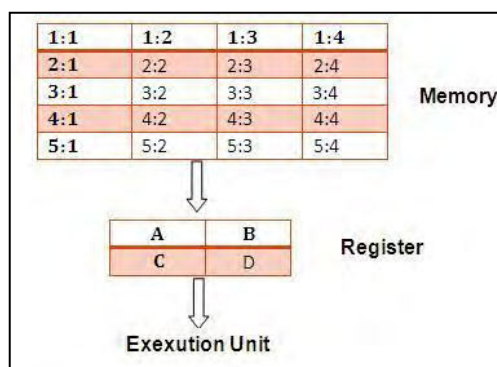 1:1 1:2 1:3 1:4
2:1 2:2 2:3 2:4
3:1 3:2 3:3 3:4
Memory
4:1 4:2 4:3 4:4
5:1 5:2 5:3 5:4
A B
Register
C D
Exexution Unit